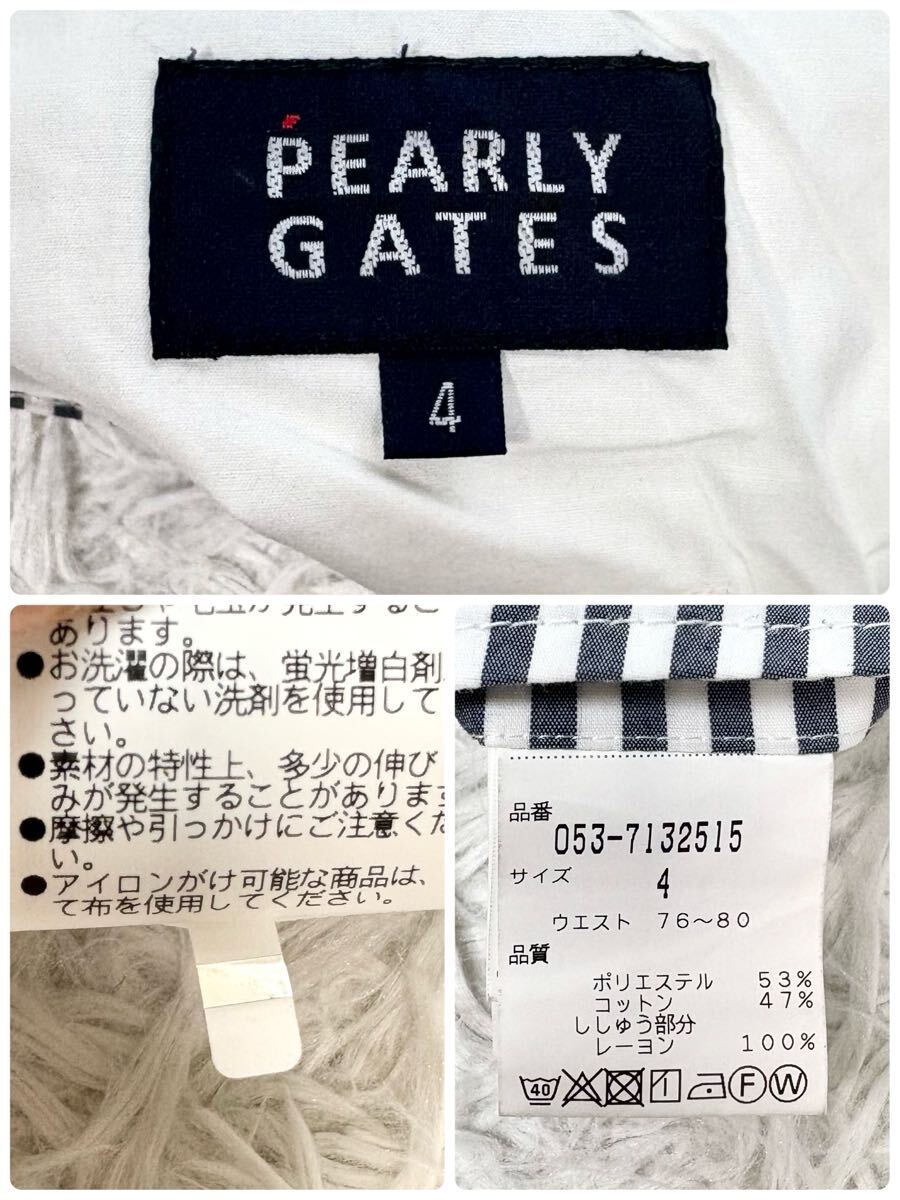 PEARLY
GATES
4
あります。
●お洗濯の際は、蛍光増白剤
っていない洗剤を使用して
さい。
●素材の特性上、多少の伸び
みが発生することがあります
●摩擦や引っかけにご注意くだ
い。
●アイロンがけ可能な商品は、
て布を使用してください。
品番
053-7132515
サイズ
4
ウエスト 76～80
品質
ポリエステル 53%
コットン 47%
ししゅう部分
レーヨン 100%
40 F W